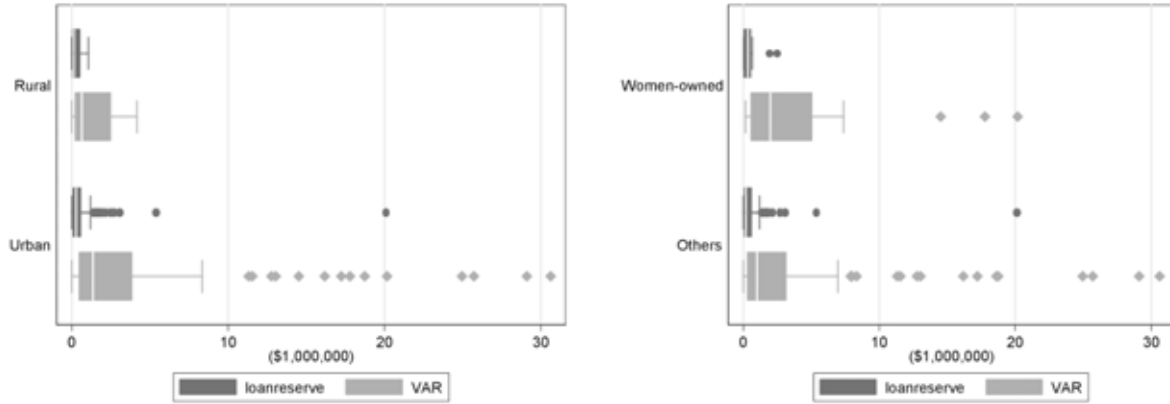 Rural
Urban
0 10 20 30
($1,000,000)
loanreserve VAR
Women-owned
Others
0 10 20 30
($1,000,000)
loanreserve VAR